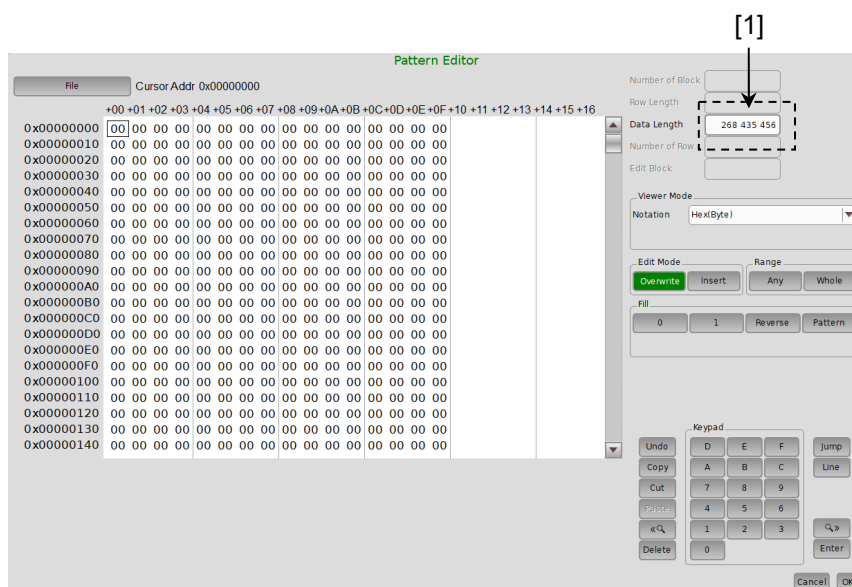 [1]
Pattern Editor
File
Cursor Addr 0x00000000
Number of Block
Row Length
Data Length 268 435 456
Number of Row
Edit Block
+00 +01 +02 +03 +04 +05 +06 +07 +08 +09 +0A +0B +0C +0D +0E +0F +10 +11 +12 +13 +14 +15 +16
0x00000000 00 00 00 00 00 00 00 00 00 00 00 00 00 00 00 00
0x00000010 00 00 00 00 00 00 00 00 00 00 00 00 00 00 00 00
0x00000020 00 00 00 00 00 00 00 00 00 00 00 00 00 00 00 00
0x00000030 00 00 00 00 00 00 00 00 00 00 00 00 00 00 00 00
0x00000040 00 00 00 00 00 00 00 00 00 00 00 00 00 00 00 00
0x00000050 00 00 00 00 00 00 00 00 00 00 00 00 00 00 00 00
0x00000060 00 00 00 00 00 00 00 00 00 00 00 00 00 00 00 00
0x00000070 00 00 00 00 00 00 00 00 00 00 00 00 00 00 00 00
0x00000080 00 00 00 00 00 00 00 00 00 00 00 00 00 00 00 00
0x00000090 00 00 00 00 00 00 00 00 00 00 00 00 00 00 00 00
0x000000A0 00 00 00 00 00 00 00 00 00 00 00 00 00 00 00 00
0x000000B0 00 00 00 00 00 00 00 00 00 00 00 00 00 00 00 00
0x000000C0 00 00 00 00 00 00 00 00 00 00 00 00 00 00 00 00
0x000000D0 00 00 00 00 00 00 00 00 00 00 00 00 00 00 00 00
0x000000E0 00 00 00 00 00 00 00 00 00 00 00 00 00 00 00 00
0x000000F0 00 00 00 00 00 00 00 00 00 00 00 00 00 00 00 00
0x00000100 00 00 00 00 00 00 00 00 00 00 00 00 00 00 00 00
0x00000110 00 00 00 00 00 00 00 00 00 00 00 00 00 00 00 00
0x00000120 00 00 00 00 00 00 00 00 00 00 00 00 00 00 00 00
0x00000130 00 00 00 00 00 00 00 00 00 00 00 00 00 00 00 00
0x00000140 00 00 00 00 00 00 00 00 00 00 00 00 00 00 00 00
Viewer Mode
Notation Hex(Byte)
Edit Mode
Overwrite Insert
Range
Any Whole
Fill
0 1 Reverse Pattern
Keypad
Undo D E F Jump
Copy A B C Line
Cut 7 8 9
Paste 4 5 6
« 1 2 3 »
Delete 0 Enter
Cancel OK